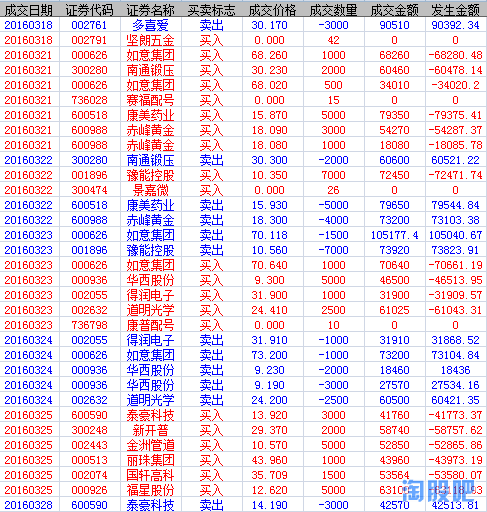 成交日期 证券代码 证券名称 买卖标志 成交价格 成交数量 成交金额 发生金额
20160318 002761 多喜爱 卖出 30.170 -3000 90510 90392.34
20160318 002791 坚朗五金 买入 0.000 42 0 0
20160321 000626 如意集团 买入 68.260 1000 68260 -68280.48
20160321 300280 南通锻压 买入 30.230 2000 60460 -60478.14
20160321 000626 如意集团 买入 68.020 500 34010 -34020.2
20160321 736028 赛福配号 买入 0.000 15 0 0
20160321 600518 康美药业 买入 15.870 5000 79350 -79375.41
20160321 600988 赤峰黄金 买入 18.090 3000 54270 -54287.37
20160321 600988 赤峰黄金 买入 18.080 1000 18080 -18085.78
20160322 300280 南通锻压 卖出 30.300 -2000 60600 60521.22
20160322 001896 豫能控股 买入 10.350 7000 72450 -72471.74
20160322 300474 景嘉微 买入 0.000 26 0 0
20160322 600518 康美药业 卖出 15.930 -5000 79650 79544.84
20160322 600988 赤峰黄金 卖出 18.300 -4000 73200 73103.38
20160323 000626 如意集团 卖出 70.118 -1500 105177.4 105040.67
20160323 001896 豫能控股 卖出 10.560 -7000 73920 73823.91
20160323 000626 如意集团 买入 70.640 1000 70640 -70661.19
20160323 000936 华西股份 买入 9.300 5000 46500 -46513.95
20160323 002055 得润电子 买入 31.900 1000 31900 -31909.57
20160323 002632 道明光学 买入 24.410 2500 61025 -61043.31
20160323 736798 康普配号 买入 0.000 10 0 0
20160324 002055 得润电子 卖出 31.910 -1000 31910 31868.52
20160324 000626 如意集团 卖出 73.200 -1000 73200 73104.84
20160324 000936 华西股份 卖出 9.230 -2000 18460 18436
20160324 000936 华西股份 卖出 9.190 -3000 27570 27534.16
20160324 002632 道明光学 卖出 24.200 -2500 60500 60421.35
20160325 600590 泰豪科技 买入 13.920 3000 41760 -41773.37
20160325 300248 新开普 买入 29.370 2000 58740 -58757.62
20160325 002443 金洲管道 买入 10.570 5000 52850 -52865.86
20160325 000513 丽珠集团 买入 43.960 1000 43960 -43973.19
20160325 002074 国轩高科 买入 35.709 1500 53564 -53580.07
20160325 000926 福星股份 买入 12.620 5000 63100
20160328 600590 泰豪科技 卖出 14.190 -3000 42570 42513.81
淘股吧